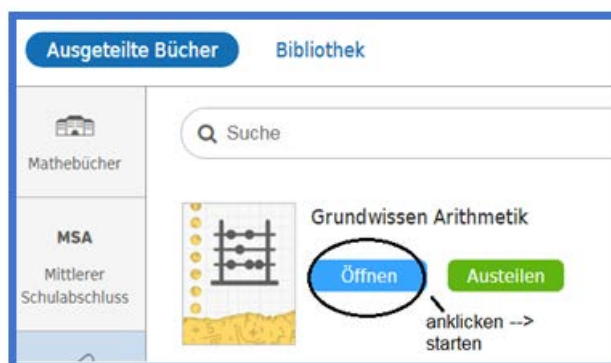 Ausgeteilte Bücher
Bibliothek
Mathebücher
Suche
MSA
Mittlerer
Schulabschluss
Grundwissen Arithmetik
Öffnen
Austeilen
anklicken -->
starten